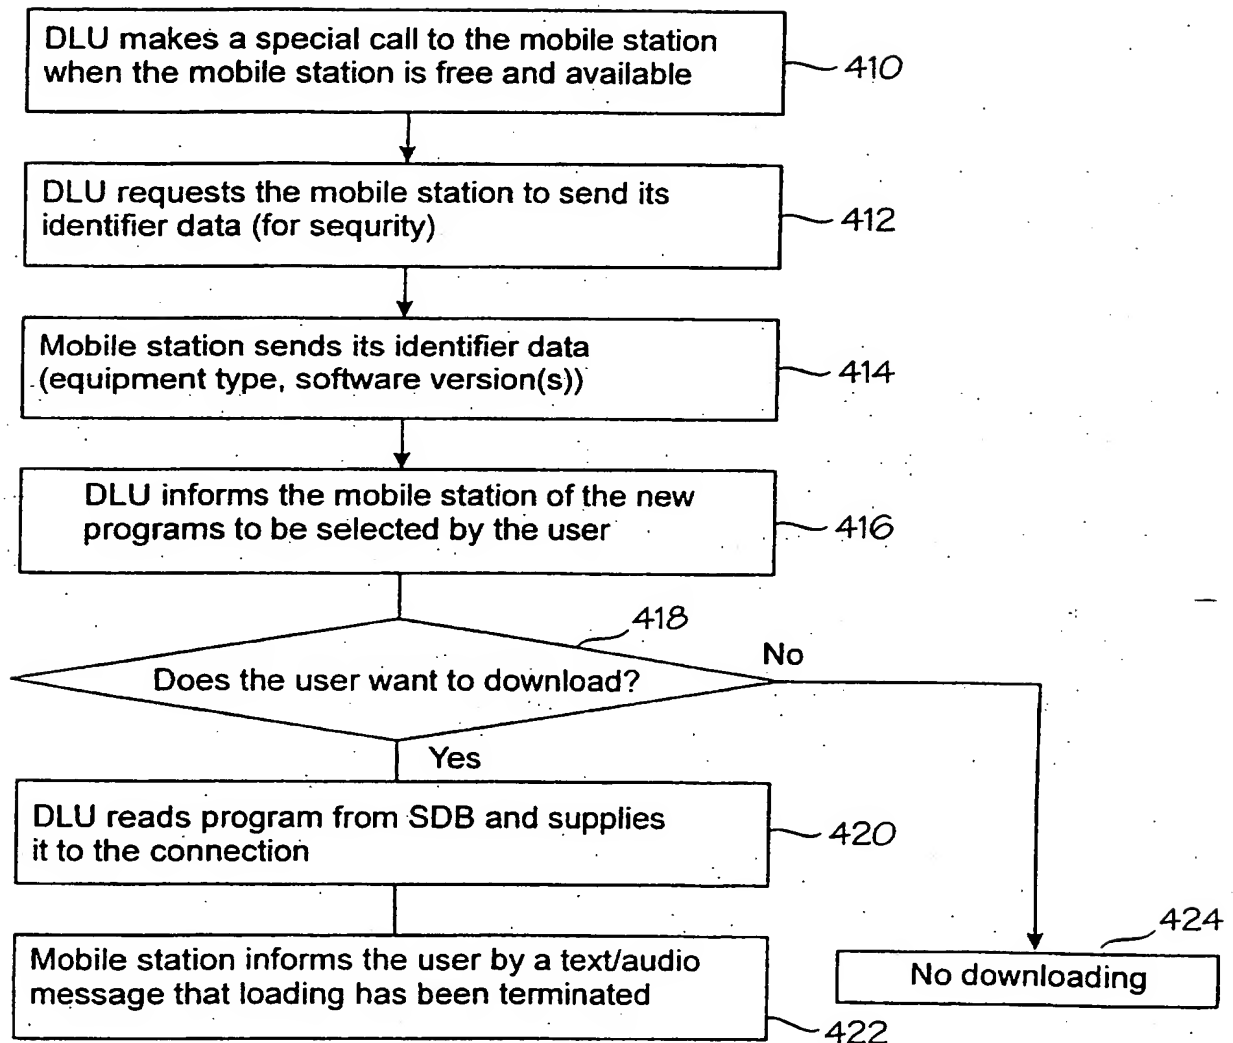 DLU makes a special call to the mobile station
when the mobile station is free and available
410
DLU requests the mobile station to send its
identifier data (for sequrity)
412
Mobile station sends its identifier data
(equipment type, software version(s))
414
DLU informs the mobile station of the new
programs to be selected by the user
416
418
Does the user want to download?
No
Yes
DLU reads program from SDB and supplies
it to the connection
420
424
No downloading
Mobile station informs the user by a text/audio
message that loading has been terminated
422